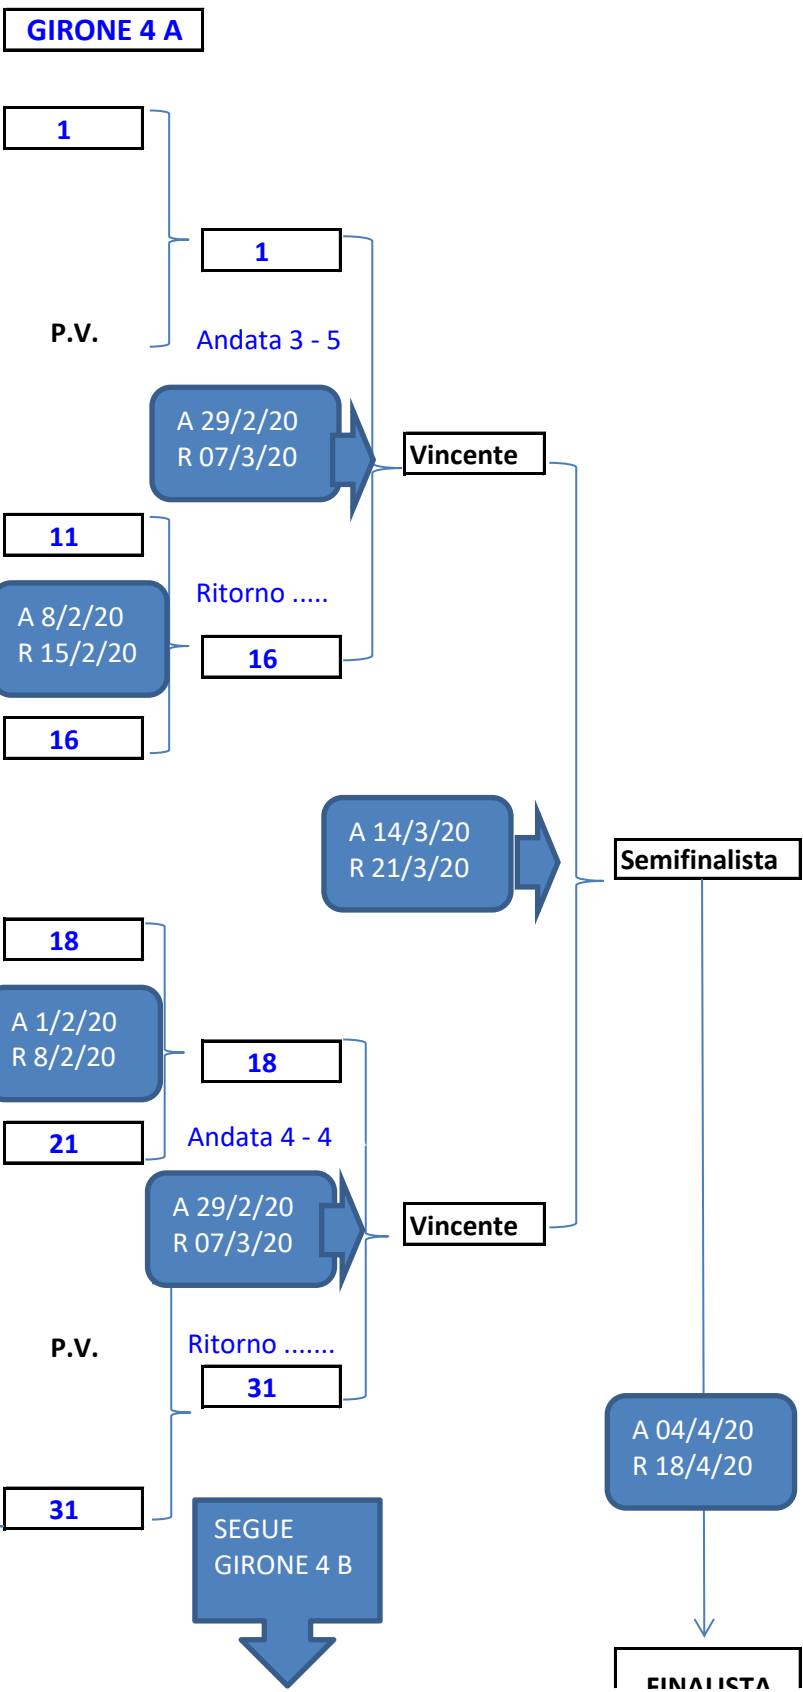 GIRONE 4 A
1
1
P.V.
Andata 3 - 5
A 29/2/20
R 07/3/20
Vincente
11
Ritorno .....
A 8/2/20
R 15/2/20
16
16
A 14/3/20
R 21/3/20
Semifinalista
18
A 1/2/20
R 8/2/20
18
21
Andata 4 - 4
A 29/2/20
R 07/3/20
Vincente
P.V.
Ritorno .......
31
A 04/4/20
R 18/4/20
31
SEGUE
GIRONE 4 B
FINALISTA